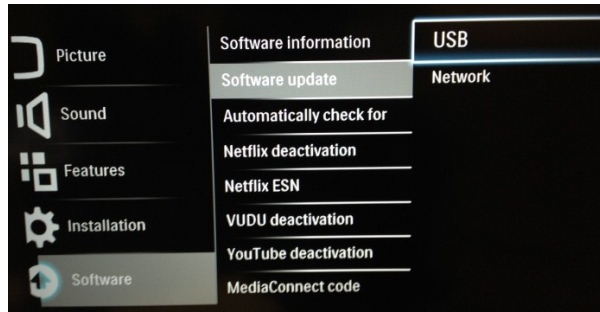 Picture
Sound
Features
Installation
Software
Software information
Software update
Automatically check for
Netflix deactivation
Netflix ESN
VUDU deactivation
YouTube deactivation
MediaConnect code
USB
Network